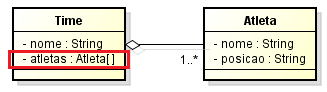 Time
- nome : String
- atletas : Atleta[]
1..*
Atleta
- nome : String
- posicao : String